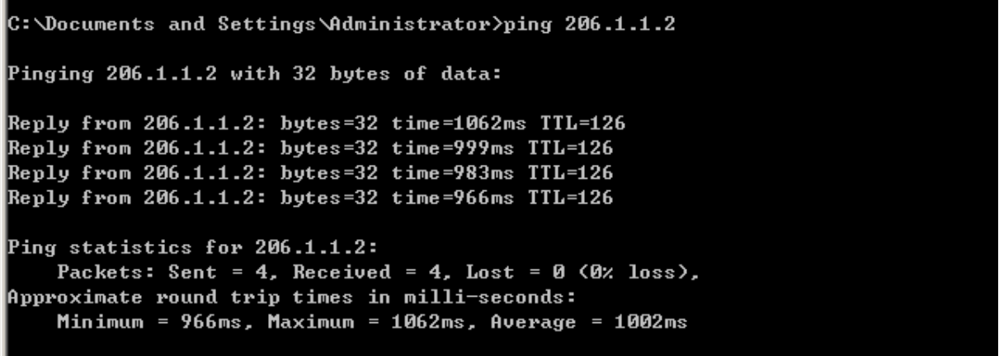 C:\Documents and Settings\Administrator>ping 206.1.1.2
Pinging 206.1.1.2 with 32 bytes of data:
Reply from 206.1.1.2: bytes=32 time=1062ms TTL=126
Reply from 206.1.1.2: bytes=32 time=999ms TTL=126
Reply from 206.1.1.2: bytes=32 time=983ms TTL=126
Reply from 206.1.1.2: bytes=32 time=966ms TTL=126
Ping statistics for 206.1.1.2:
    Packets: Sent = 4, Received = 4, Lost = 0 (0% loss),
Approximate round trip times in milli-seconds:
    Minimum = 966ms, Maximum = 1062ms, Average = 1002ms